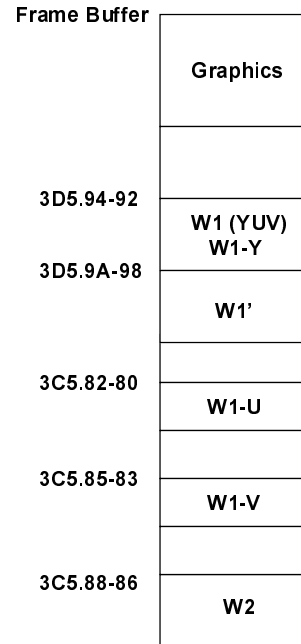 Frame Buffer
Graphics
3D5.94-92
W1 (YUV)
W1-Y
3D5.9A-98
W1’
3C5.82-80
W1-U
3C5.85-83
W1-V
3C5.88-86
W2